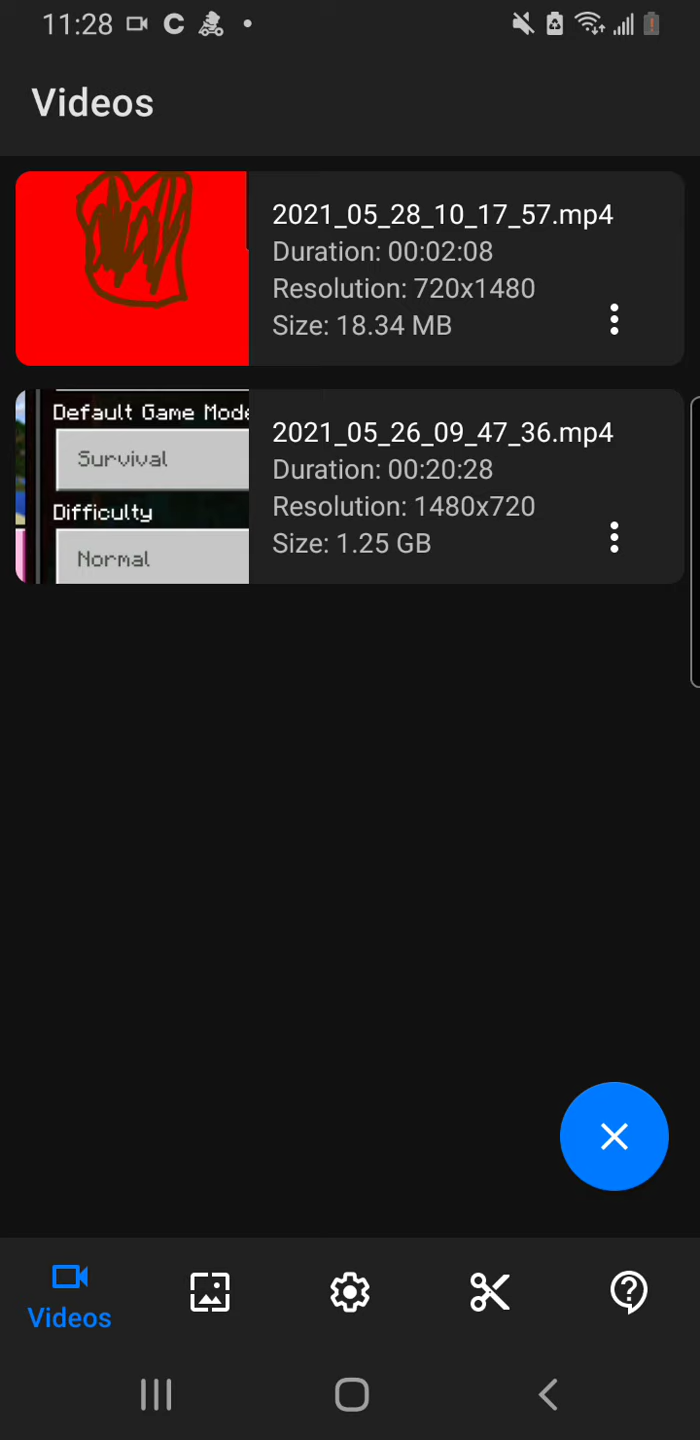 11:28
Videos
2021_05_28_10_17_57.mp4
Duration: 00:02:08
Resolution: 720x1480
Size: 18.34 MB
Default Game Mode
Survival
Difficulty
Normal
2021_05_26_09_47_36.mp4
Duration: 00:20:28
Resolution: 1480x720
Size: 1.25 GB
Videos